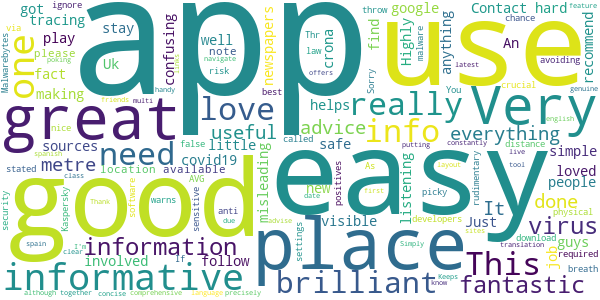 app
use
easy
good
place
great
Very
informative
brilliant
need
love
really
info
one
This
information
virus
fantastic
advice
useful
metre
everything
It
done
job
guys
people
loved
simple
recommend
Highly
google
find
Contact hard
An
anything
newspapers
crona
Thr
law
well
note
risk
play
stay
got
via
ignore
tracing
confusing
please
Uk
fact
making
Malwarebytes
poking
sources
helps
little
safe
covid19
called
location available
false
AVG
sensitive
anti
due
stated
class
Kaspersky
software
warns
security
Thank
friends
multi
nice
spanish
handy
navigate
offers
best
Sorry
malware
throw
chance
feature
avoiding
latest
You
crucial
genuine
english
distance
constantly
putting
live
tool
As
first
layout
rudimentary
picky
new
date
positives
listening
misleading
visible
Just
developers
settings
advise
Simply
sites
download
translation
physical
required
breath
Keeps
know
involved
follow
If
I'm
clear
spain
although together
concise
comprehensive
language
precisely